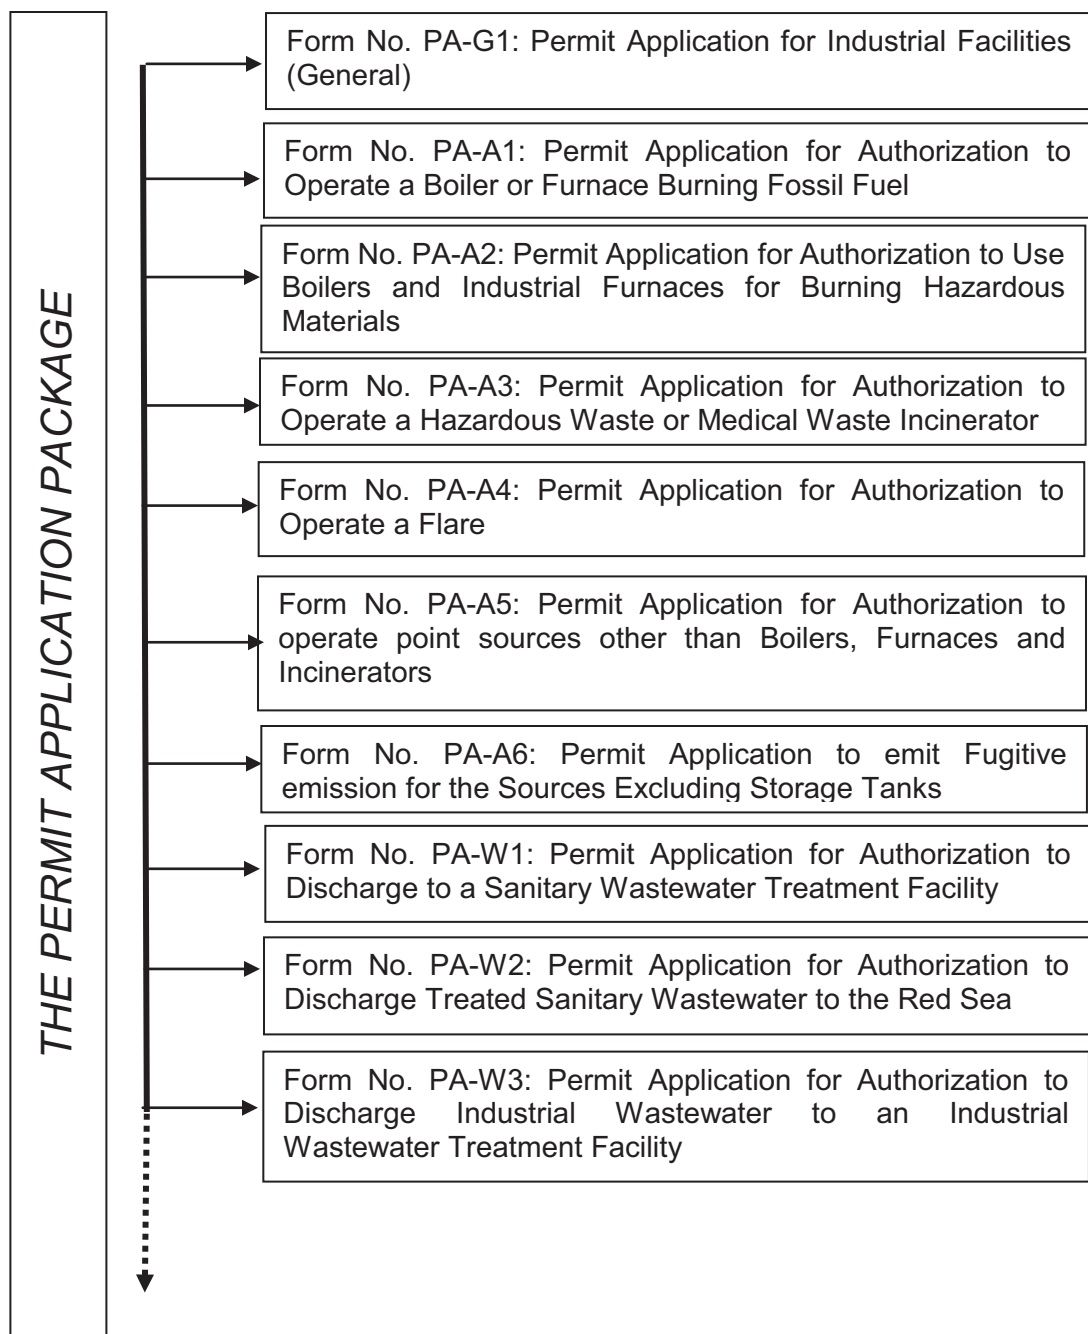 THE PERMIT APPLICATION PACKAGE
Form No. PA-G1: Permit Application for Industrial Facilities
(General)
Form No. PA-A1: Permit Application for Authorization to
Operate a Boiler or Furnace Burning Fossil Fuel
Form No. PA-A2: Permit Application for Authorization to Use
Boilers and Industrial Furnaces for Burning Hazardous
Materials
Form No. PA-A3: Permit Application for Authorization to
Operate a Hazardous Waste or Medical Waste Incinerator
Form No. PA-A4: Permit Application for Authorization to
Operate a Flare
Form No. PA-A5: Permit Application for Authorization to
operate point sources other than Boilers, Furnaces and
Incinerators
Form No. PA-A6: Permit Application to emit Fugitive
emission for the Sources Excluding Storage Tanks
Form No. PA-W1: Permit Application for Authorization to
Discharge to a Sanitary Wastewater Treatment Facility
Form No. PA-W2: Permit Application for Authorization to
Discharge Treated Sanitary Wastewater to the Red Sea
Form No. PA-W3: Permit Application for Authorization to
Discharge Industrial Wastewater to an Industrial
Wastewater Treatment Facility